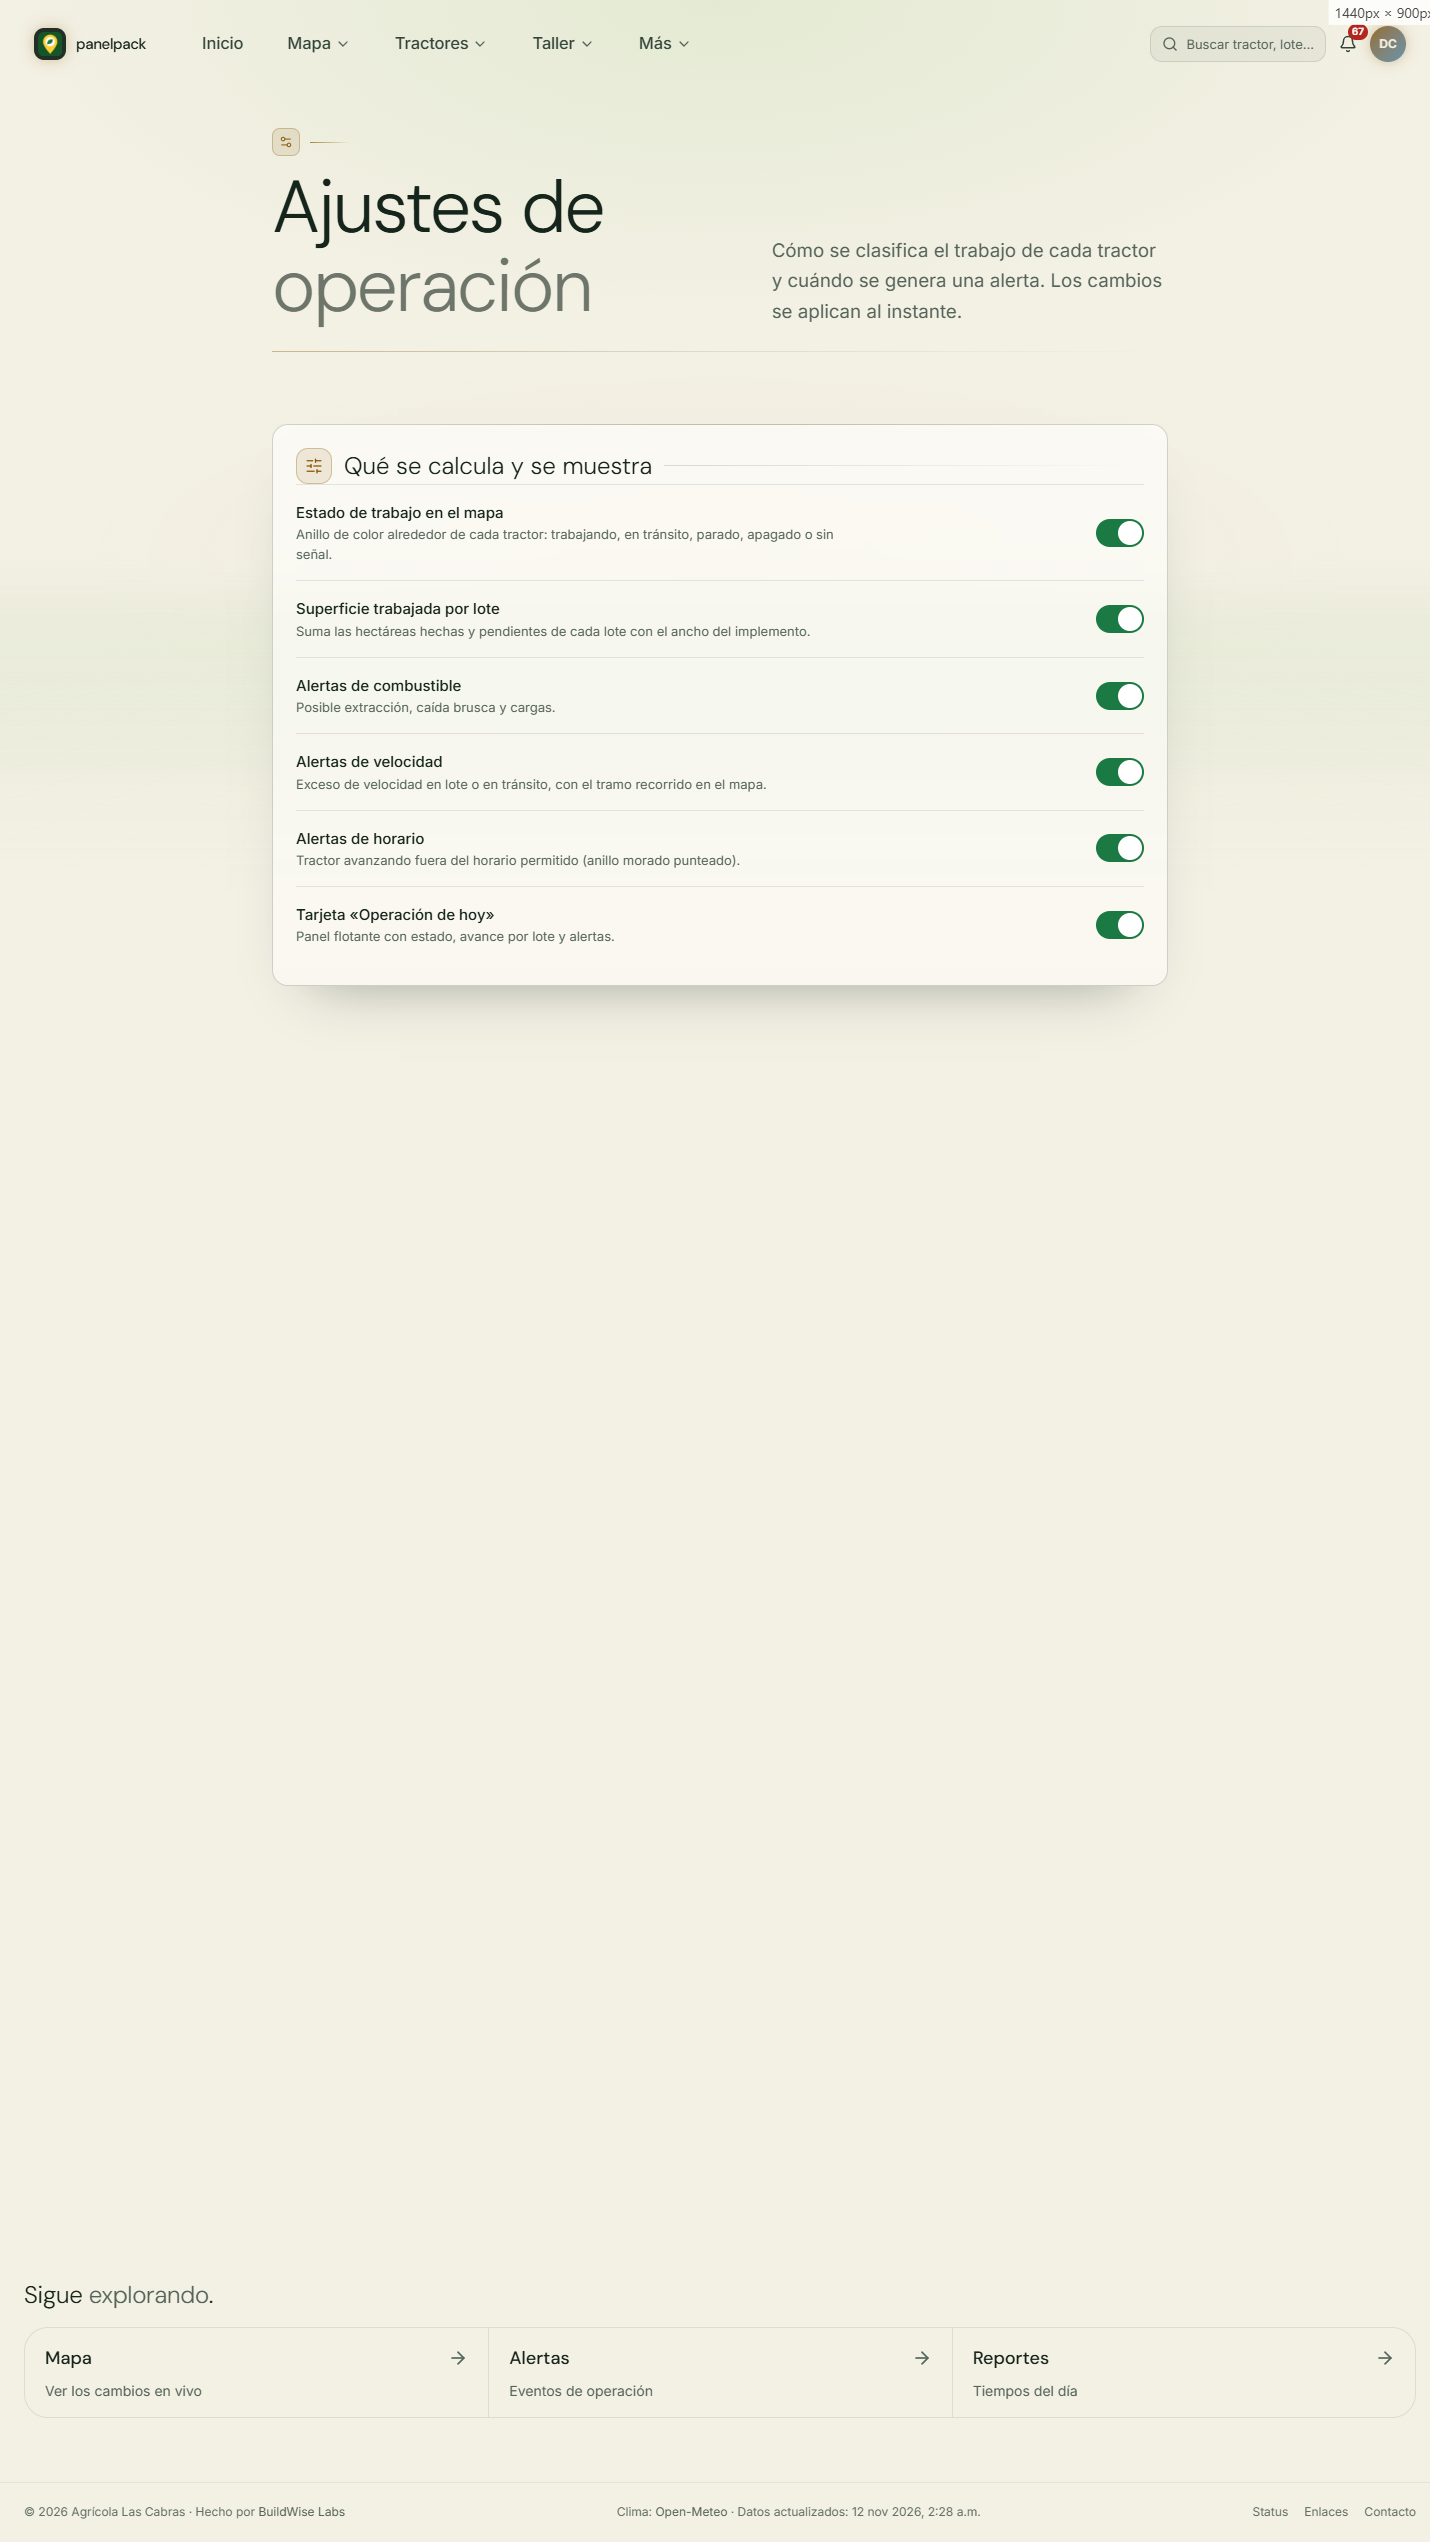 1440px × 900px
panelpack
Inicio
Mapa
Tractores
Taller
Más
Buscar tractor, lote...
67
DC
Ajustes de
operación
Cómo se clasifica el trabajo de cada tractor
y cuándo se genera una alerta. Los cambios
se aplican al instante.
Qué se calcula y se muestra
Estado de trabajo en el mapa
Anillo de color alrededor de cada tractor: trabajando, en tránsito, parado, apagado o sin
señal.
Superficie trabajada por lote
Suma las hectáreas hechas y pendientes de cada lote con el ancho del implemento.
Alertas de combustible
Posible extracción, caída brusca y cargas.
Alertas de velocidad
Exceso de velocidad en lote o en tránsito, con el tramo recorrido en el mapa.
Alertas de horario
Tractor avanzando fuera del horario permitido (anillo morado punteado).
Tarjeta «Operación de hoy»
Panel flotante con estado, avance por lote y alertas.
Sigue explorando.
Mapa
Ver los cambios en vivo
Alertas
Eventos de operación
Reportes
Tiempos del día
© 2026 Agrícola Las Cabras · Hecho por BuildWise Labs
Clima: Open-Meteo · Datos actualizados: 12 nov 2026, 2:28 a.m.
Status
Enlaces
Contacto